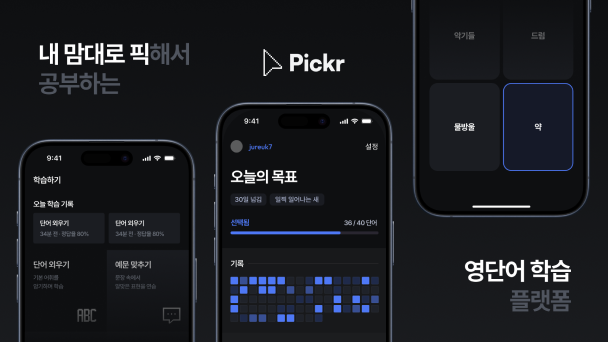 내 맘대로 픽해서
공부하는
Pickr
9:41
학습하기
오늘 학습 기록
단어 외우기
34분 전 · 정답율 80%
단어 외우기
34분 전 · 정답율 80%
단어 외우기
기본 어휘를
암기하며 학습
ABC
예문 맞추기
문장 속에서
알맞은 표현을 연습
9:41
jureuk7
설정
오늘의 목표
30일 넘김
일찍 일어나는 새
선택됨
36 / 40 단어
기록
악기들
드럼
물방울
약
영단어 학습
플랫폼